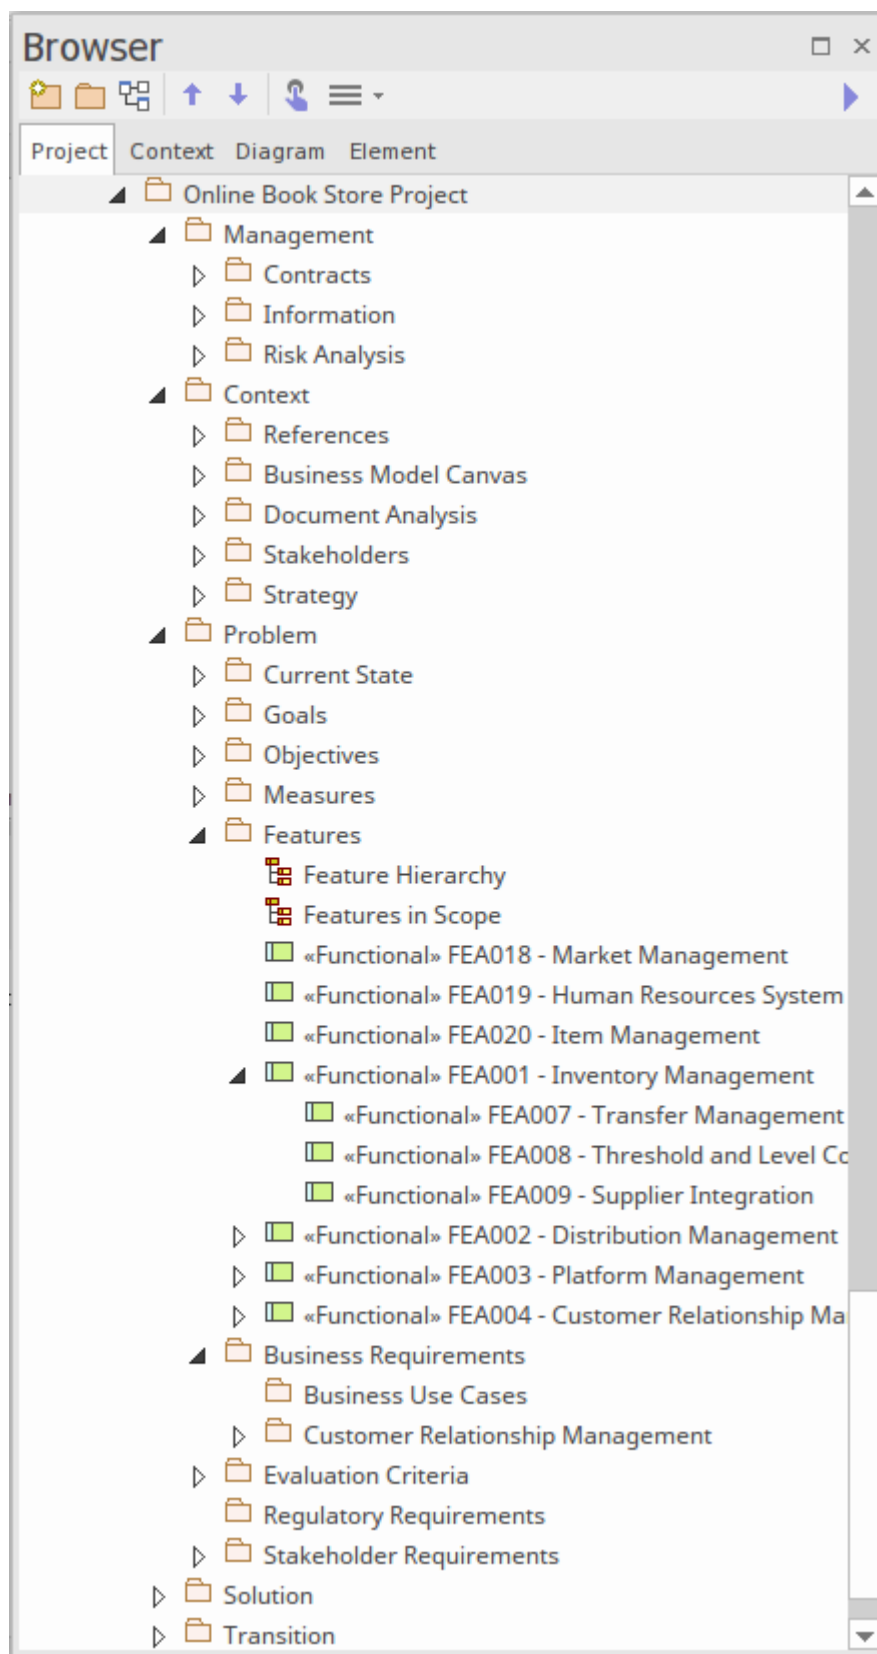 Browser
Project Context Diagram Element
Online Book Store Project
Management
Contracts
Information
Risk Analysis
Context
References
Business Model Canvas
Document Analysis
Stakeholders
Strategy
Problem
Current State
Goals
Objectives
Measures
Features
Feature Hierarchy
Features in Scope
«Functional» FEA018 - Market Management
«Functional» FEA019 - Human Resources System
«Functional» FEA020 - Item Management
«Functional» FEA001 - Inventory Management
«Functional» FEA007 - Transfer Management
«Functional» FEA008 - Threshold and Level Co
«Functional» FEA009 - Supplier Integration
«Functional» FEA002 - Distribution Management
«Functional» FEA003 - Platform Management
«Functional» FEA004 - Customer Relationship Ma
Business Requirements
Business Use Cases
Customer Relationship Management
Evaluation Criteria
Regulatory Requirements
Stakeholder Requirements
Solution
Transition